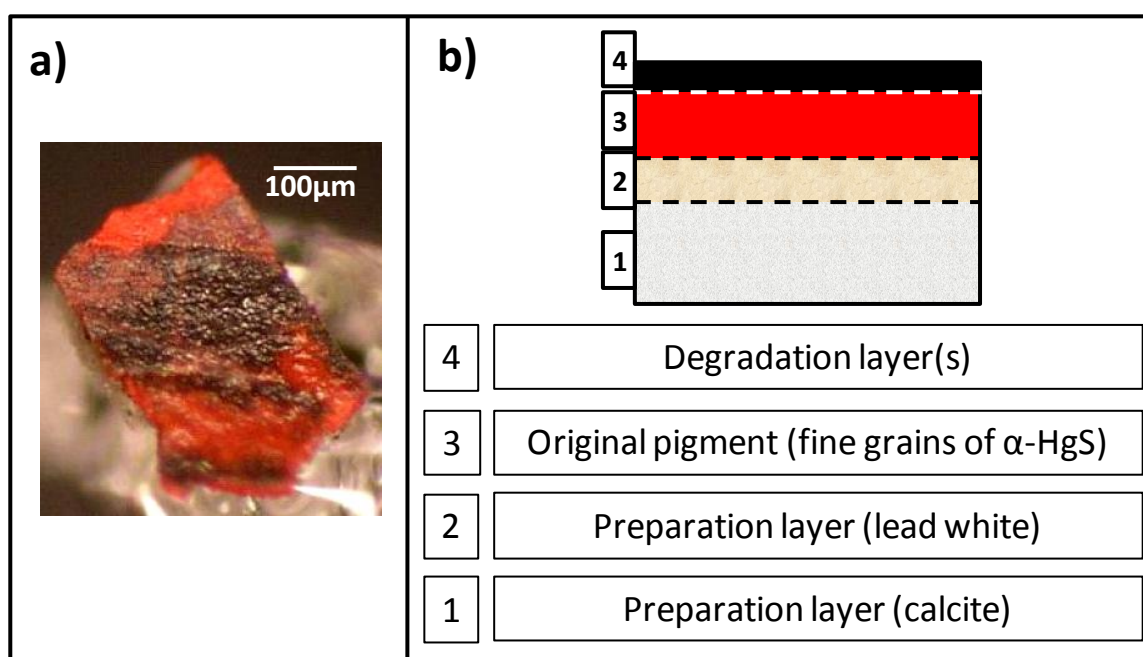 a)
100µm
b)
4
3
2
1
4 Degradation layer(s)
3 Original pigment (fine grains of α-HgS)
2 Preparation layer (lead white)
1 Preparation layer (calcite)